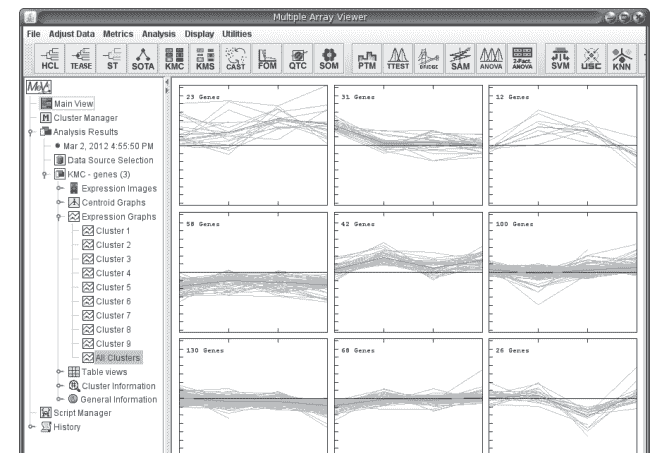 Multiple Array Viewer
File Adjust Data Metrics Analysis Display Utilities
HCL TEASE ST SOTA KMC KMS CAST FOM QTC SOM PTM TTEST BRIDGE SAM ANOVA 2-Fact. ANOVA SVM USC KNN
MeV
Main View
M Cluster Manager
Analysis Results
Mar 2, 2012 4:55:50 PM
Data Source Selection
KMC - genes (3)
Expression Images
Centroid Graphs
Expression Graphs
Cluster 1
Cluster 2
Cluster 3
Cluster 4
Cluster 5
Cluster 6
Cluster 7
Cluster 8
Cluster 9
All Clusters
Table views
Cluster Information
General Information
Script Manager
History
23 Genes
31 Genes
12 Genes
58 Genes
42 Genes
100 Genes
130 Genes
68 Genes
26 Genes